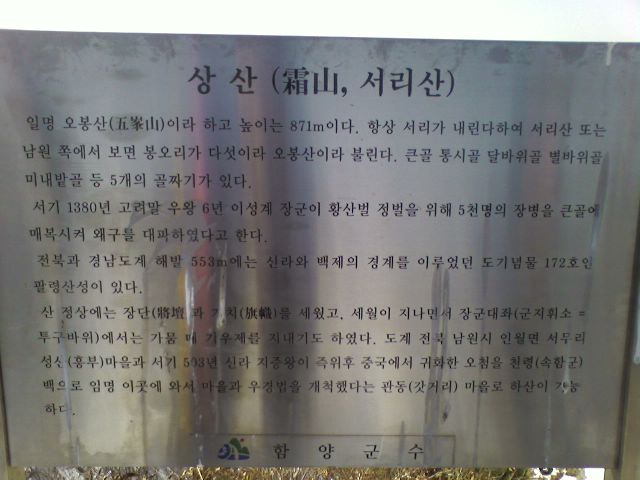 상 산 (霜山, 서리산)
일명 오봉산(五峯山)이라 하고 높이는 871m이다. 항상 서리가 내린다하여 서리산 또는
남원 쪽에서 보면 봉오리가 다섯이라 오봉산이라 불린다. 큰골 통시골 달바위골 별바위골
미내밭골 등 5개의 골짜기가 있다.
서기 1380년 고려말 우왕 6년 이성계 장군이 황산벌 정벌을 위해 5천명의 장병을 큰골에
매복시켜 왜구를 대파하였다고 한다.
전북과 경남도계 해발 553m에는 신라와 백제의 경계를 이루었던 도기념물 172호인
팔령산성이 있다.
산 정상에는 장단(將壇)과 기치(旗幟)를 세웠고, 세월이 지나면서 장군대좌(군지휘소 =
투구바위)에서는 가뭄 때 기우제를 지내기도 하였다. 도계 전북 남원시 인월면 서무리
성산(흥부)마을과 서기 503년 신라 지증왕이 즉위후 중국에서 귀화한 오첨을 천령(속함군)
백으로 임명 이곳에 와서 마을과 우경법을 개척했다는 관동(갓거리) 마을로 하산이 가능
하다.
함 양 군 수